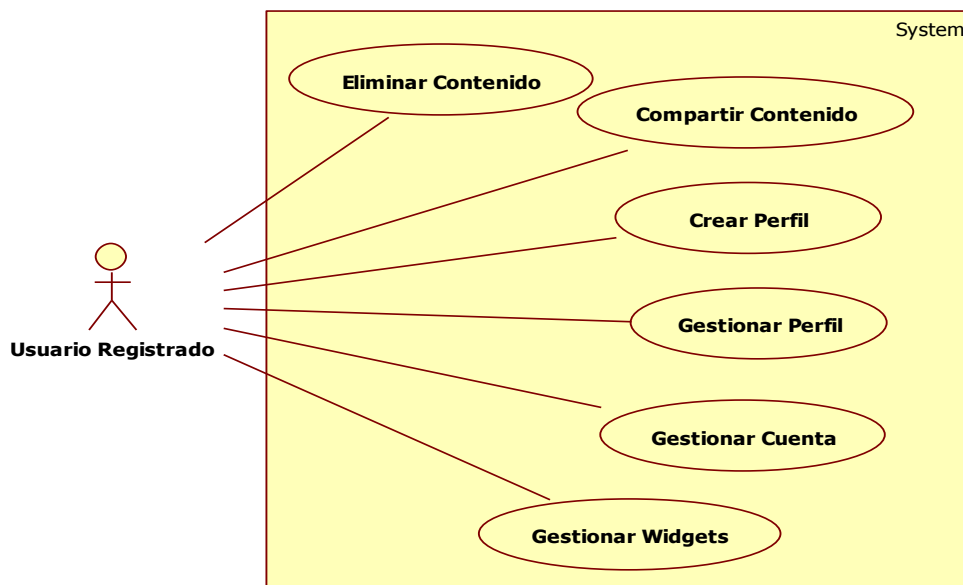 System
Eliminar Contenido
Compartir Contenido
Crear Perfil
Gestionar Perfil
Usuario Registrado
Gestionar Cuenta
Gestionar Widgets